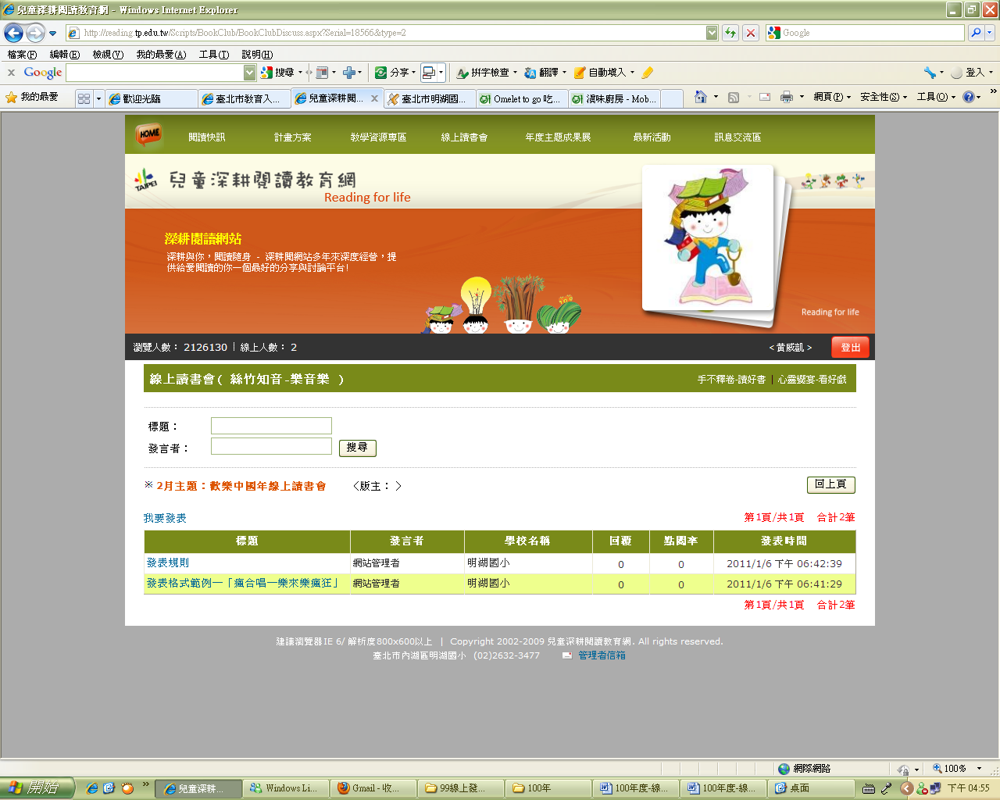 兒童深耕閱讀教育網 - Windows Internet Explorer
http://reading.tp.edu.tw/Scripts/BookClub/BookClubDiscuss.aspx?Serial=18566&type=2
Google
檔案(F) 編輯(E) 檢視(V) 我的最愛(A) 工具(T) 說明(H)
x Google 搜尋 分享 拼字檢查 翻譯 自動填入 登入
我的最愛 歡迎光臨 臺北市教育入... 兒童深耕閱... 臺北市明湖國... Omelet to go 吃... 滇味廚房 - Mob... 網頁(P) 安全性(S) 工具(O)
HOME 閱讀快訊 計畫方案 教學資源專區 線上讀書會 年度主題成果展 最新活動 訊息交流區
TAIPEI 兒童深耕閱讀教育網
Reading for life
深耕閱讀網站
深耕與你，閱讀隨身 - 深耕閱網站多年來深度經營，提
供給愛閱讀的你一個最好的分享與討論平台!
Reading for life
瀏覽人數： 2126130 | 線上人數： 2 < 黃威凱 > 登出
線上讀書會( 絲竹知音-樂音樂 ) 手不釋卷-讀好書 | 心靈饗宴-看好戲
標題：
發言者： 搜尋
※ 2月主題：歡樂中國年線上讀書會 〈版主： 〉 回上頁
我要發表 第1頁/共1頁 合計2筆
標題 發言者 學校名稱 回覆 點閱率 發表時間
發表規則 網站管理者 明湖國小 0 0 2011/1/6 下午 06:42:39
發表格式範例一「瘋合唱一樂來樂瘋狂」 網站管理者 明湖國小 0 0 2011/1/6 下午 06:41:29
第1頁/共1頁 合計2筆
建議瀏覽器IE 6/ 解析度800x600以上 | Copyright 2002-2009 兒童深耕閱讀教育網. All rights reserved.
臺北市內湖區明湖國小 (02)2632-3477 管理者信箱
網際網路 100%
開始 兒童深耕... Windows Li... Gmail - 收... 99線上發... 100年 100年度-線... 100年度-線... 桌面 下午 04:55